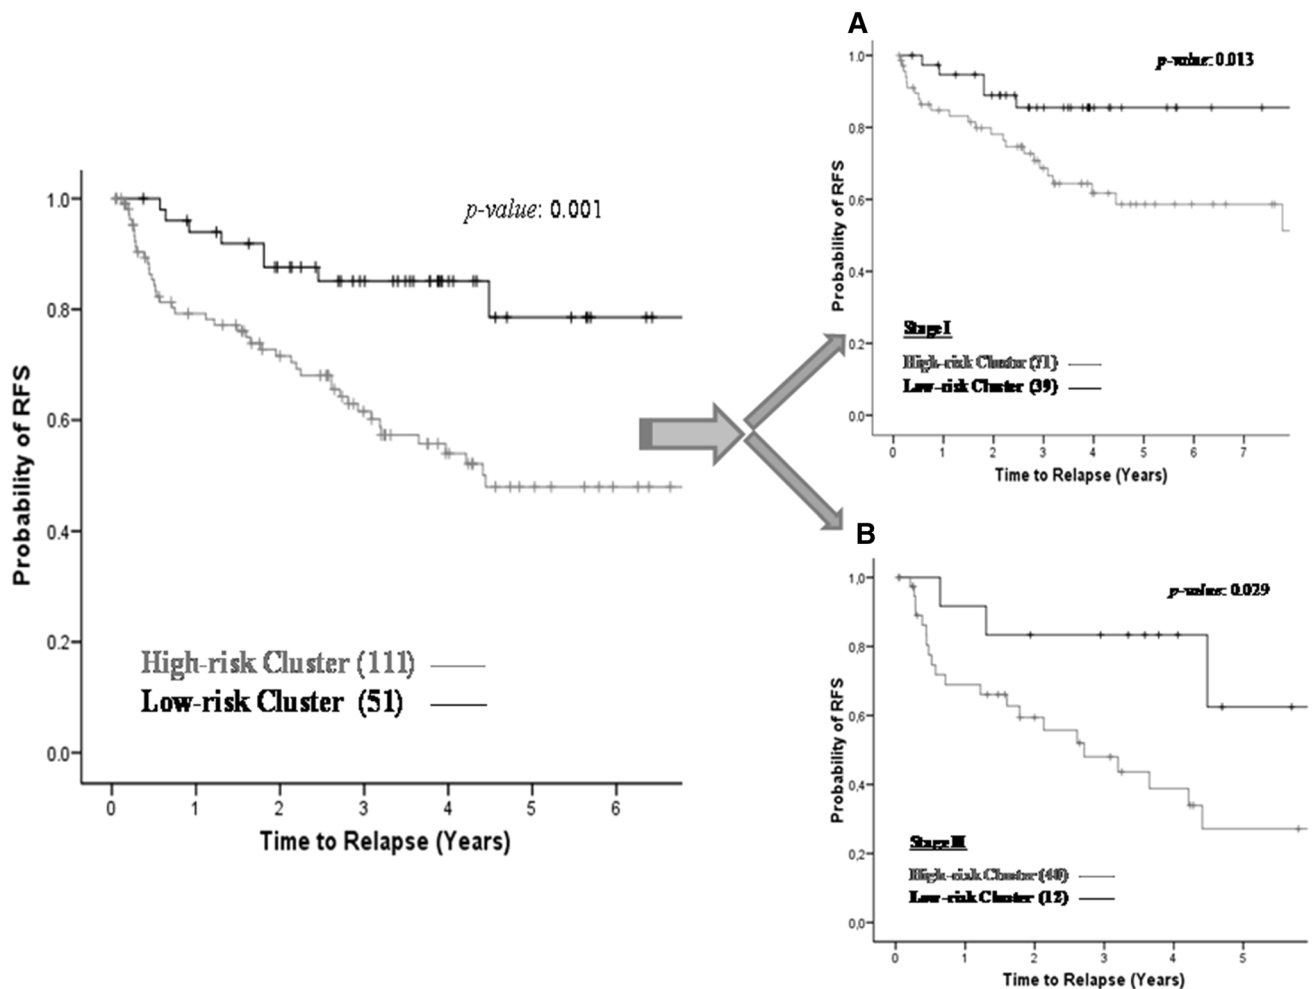 1.0
0.8
0.6
0.4
0.2
0.0
Probability of RFS
p-value: 0.001
High-risk Cluster (111)
Low-risk Cluster (51)
0 1 2 3 4 5 6
Time to Relapse (Years)
A
1.0
0.8
0.6
0.4
0.2
0.0
Probability of RFS
p-value: 0.013
Stage I
High-risk Cluster (71)
Low-risk Cluster (39)
0 1 2 3 4 5 6 7
Time to Relapse (Years)
B
1,0
0,8
0,6
0,4
0,2
0,0
Probability of RFS
p-value: 0.029
High-risk Cluster (40)
Low-risk Cluster (12)
0 1 2 3 4 5
Time to Relapse (Years)